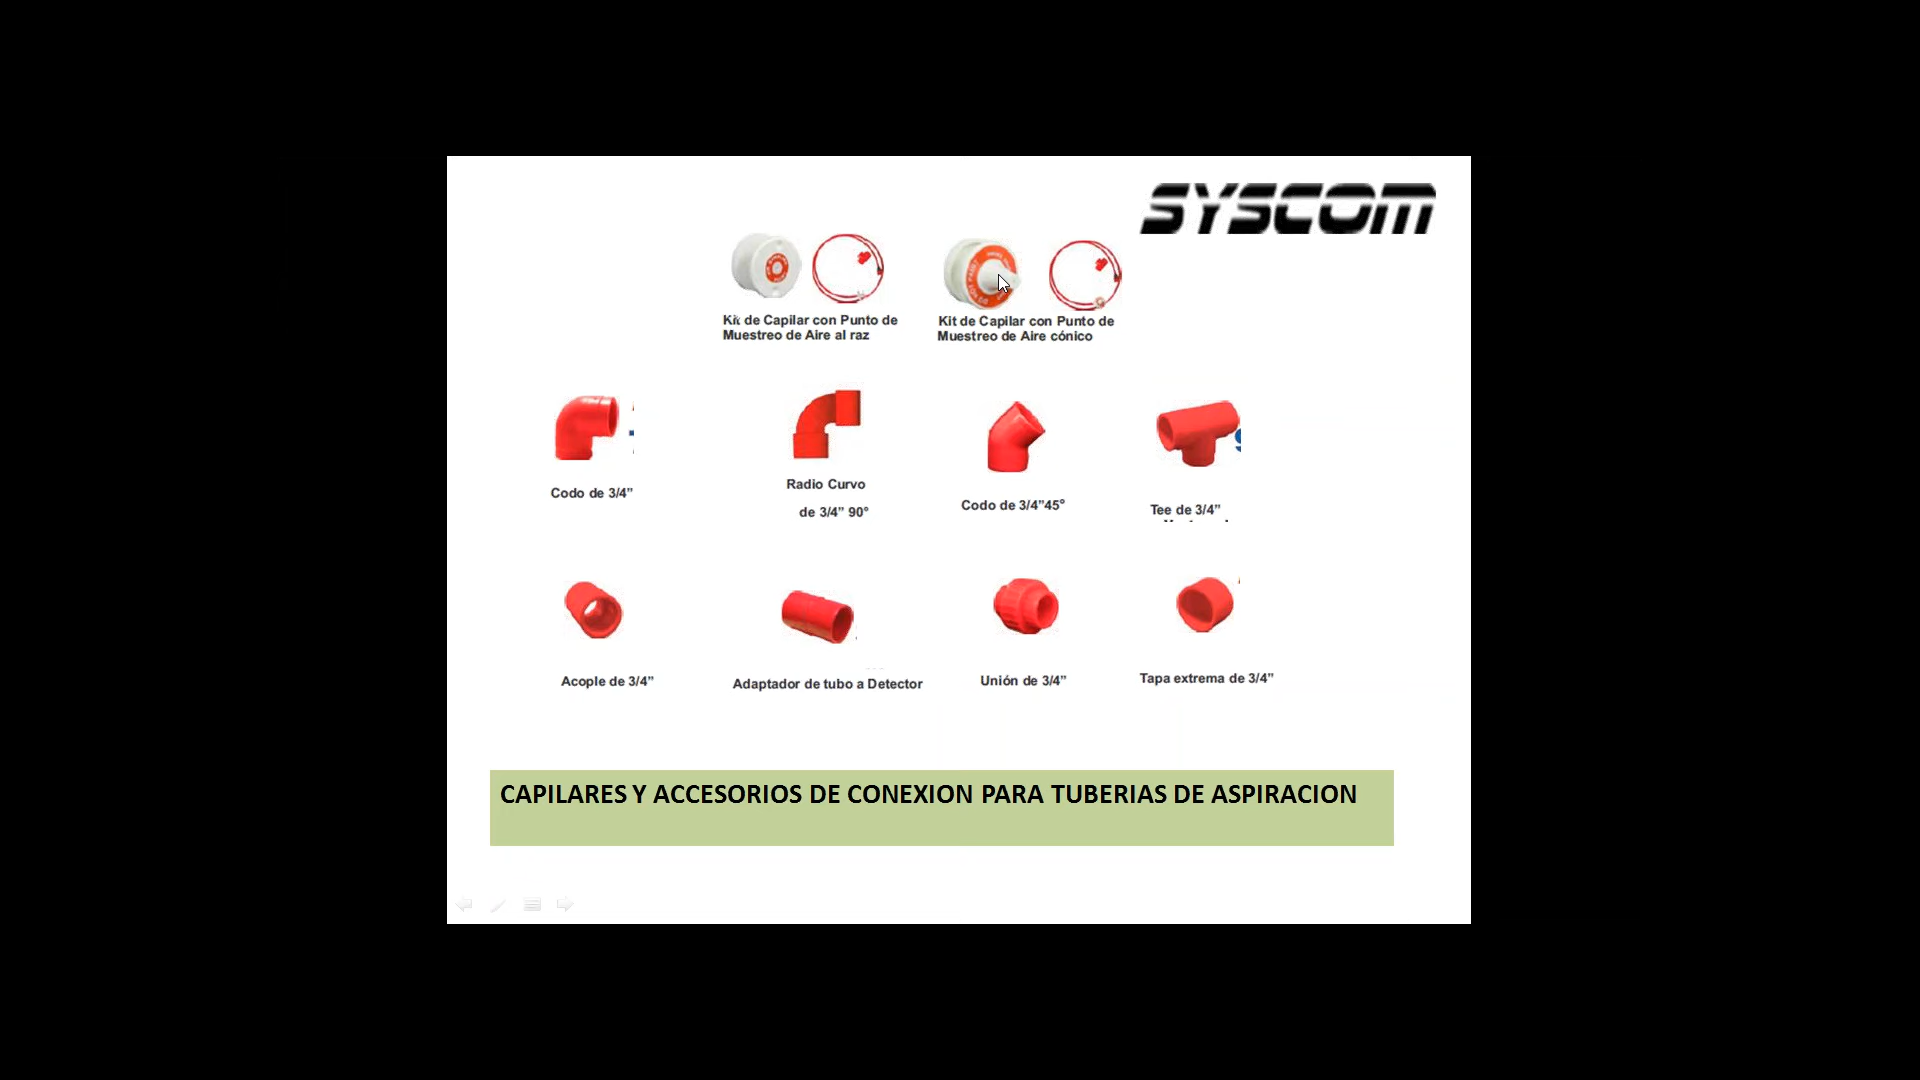 SYSCOM
Kit de Capilar con Punto de
Muestreo de Aire al raz
Kit de Capilar con Punto de
Muestreo de Aire cónico
Codo de 3/4”
Radio Curvo
de 3/4” 90°
Codo de 3/4”45°
Tee de 3/4”
Acople de 3/4”
Adaptador de tubo a Detector
Unión de 3/4”
Tapa extrema de 3/4”
CAPILARES Y ACCESORIOS DE CONEXION PARA TUBERIAS DE ASPIRACION